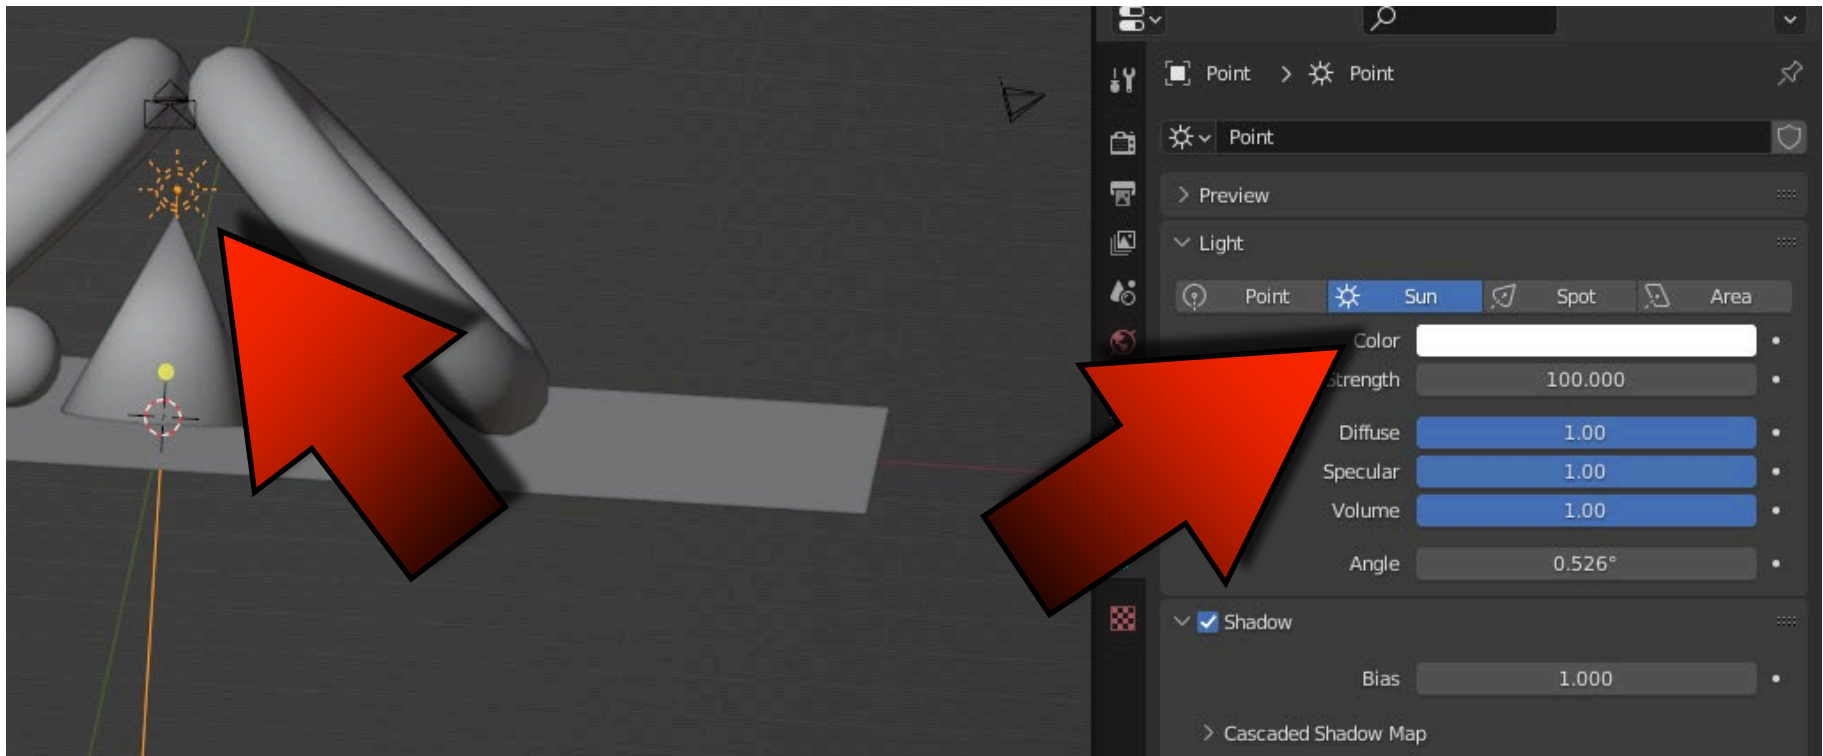 Point > Point
Point
Preview
Light
Point Sun Spot Area
Color
Strength 100.000
Diffuse 1.00
Specular 1.00
Volume 1.00
Angle 0.526°
Shadow
Bias 1.000
Cascaded Shadow Map